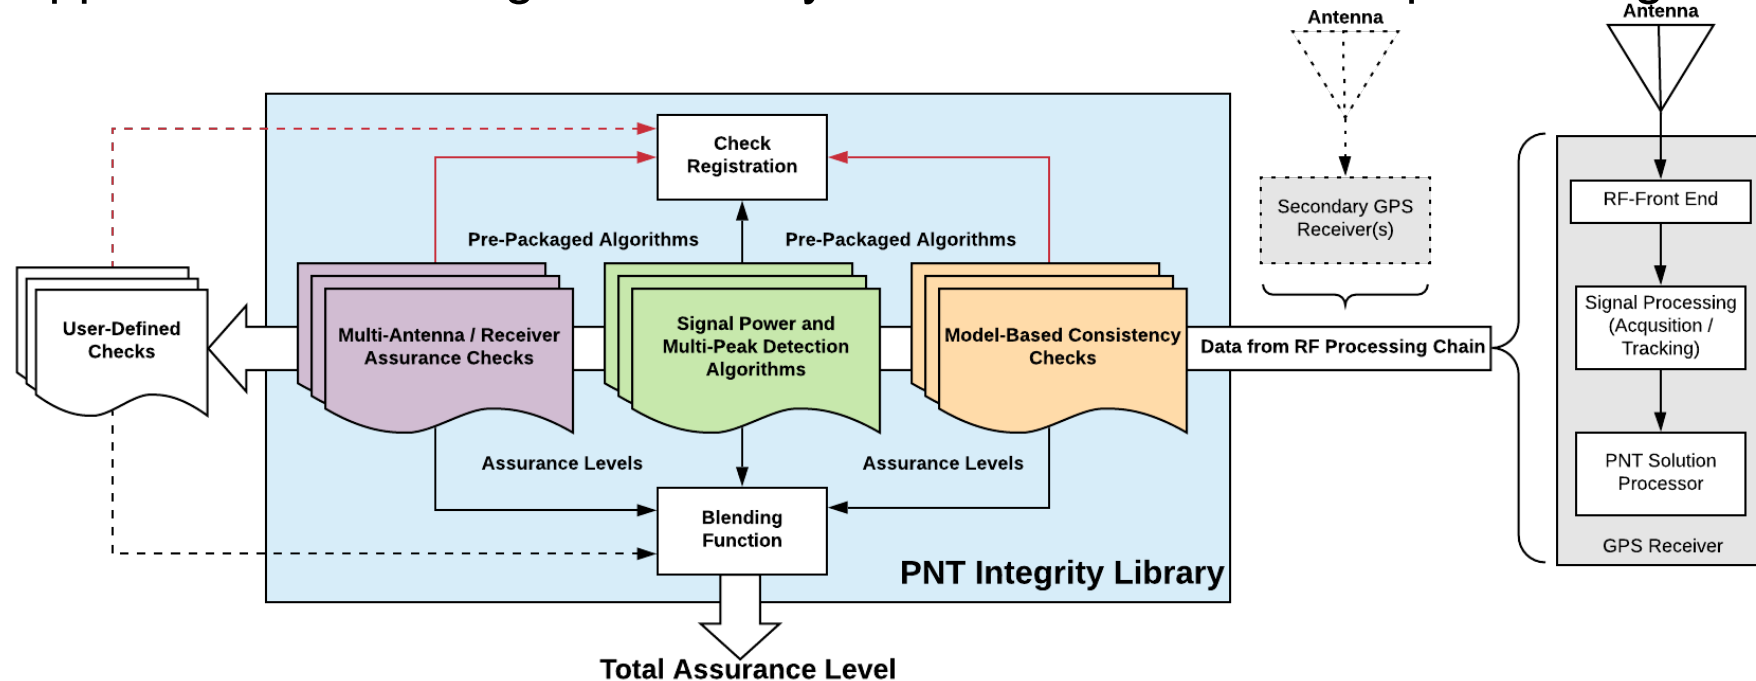 Antenna
Antenna
Check
Registration
RF-Front End
Secondary GPS
Receiver(s)
Pre-Packaged Algorithms
Pre-Packaged Algorithms
User-Defined
Checks
Multi-Antenna / Receiver
Assurance Checks
Signal Power and
Multi-Peak Detection
Algorithms
Model-Based Consistency
Checks
Data from RF Processing Chain
Signal Processing
(Acqusition /
Tracking)
Assurance Levels
Assurance Levels
PNT Solution
Processor
Blending
Function
GPS Receiver
PNT Integrity Library
Total Assurance Level